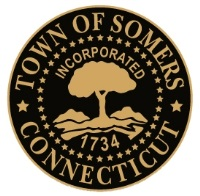 TOWN OF SOMERS
INCORPORATED
1734
CONNECTICUT